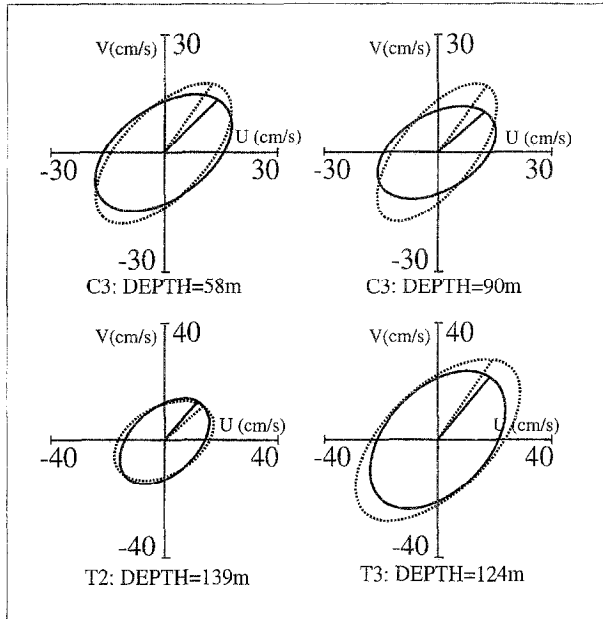 V(cm/s) 30
U (cm/s)
-30 30
-30
C3: DEPTH=58m
V(cm/s) 30
U (cm/s)
-30 30
-30
C3: DEPTH=90m
V(cm/s) 40
U (cm/s)
-40 40
-40
T2: DEPTH=139m
V(cm/s) 40
U (cm/s)
-40 40
-40
T3: DEPTH=124m